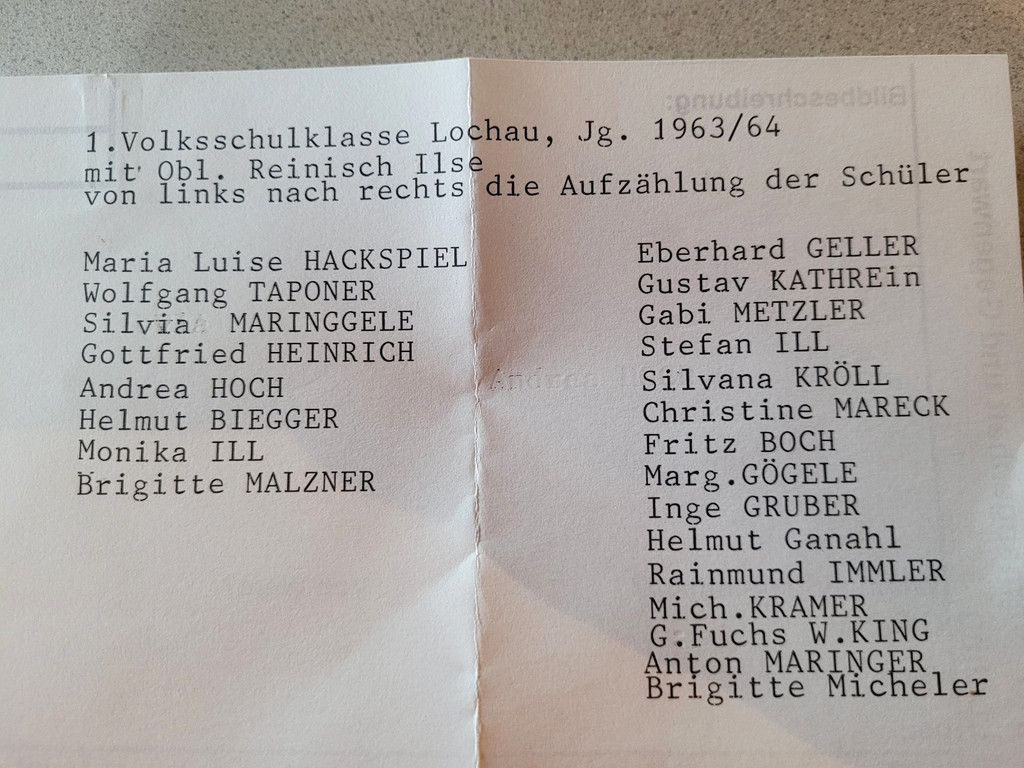 1.Volksschulklasse Lochau, Jg. 1963/64
mit Obl. Reinisch Ilse
von links nach rechts die Aufzählung der Schüler
Maria Luise HACKSPIEL
Wolfgang TAPONER
Silvia MARINGGELE
Gottfried HEINRICH
Andrea HOCH
Helmut BIEGGER
Monika ILL
Brigitte MALZNER
Eberhard GELLER
Gustav KATHREin
Gabi METZLER
Stefan ILL
Silvana KRÖLL
Christine MARECK
Fritz BOCH
Marg.GÖGELE
Inge GRUBER
Helmut Ganahl
Rainmund IMMLER
Mich.KRAMER
G.Fuchs W.KING
Anton MARINGER
Brigitte Micheler
Bildbeschreibung:
Andrea